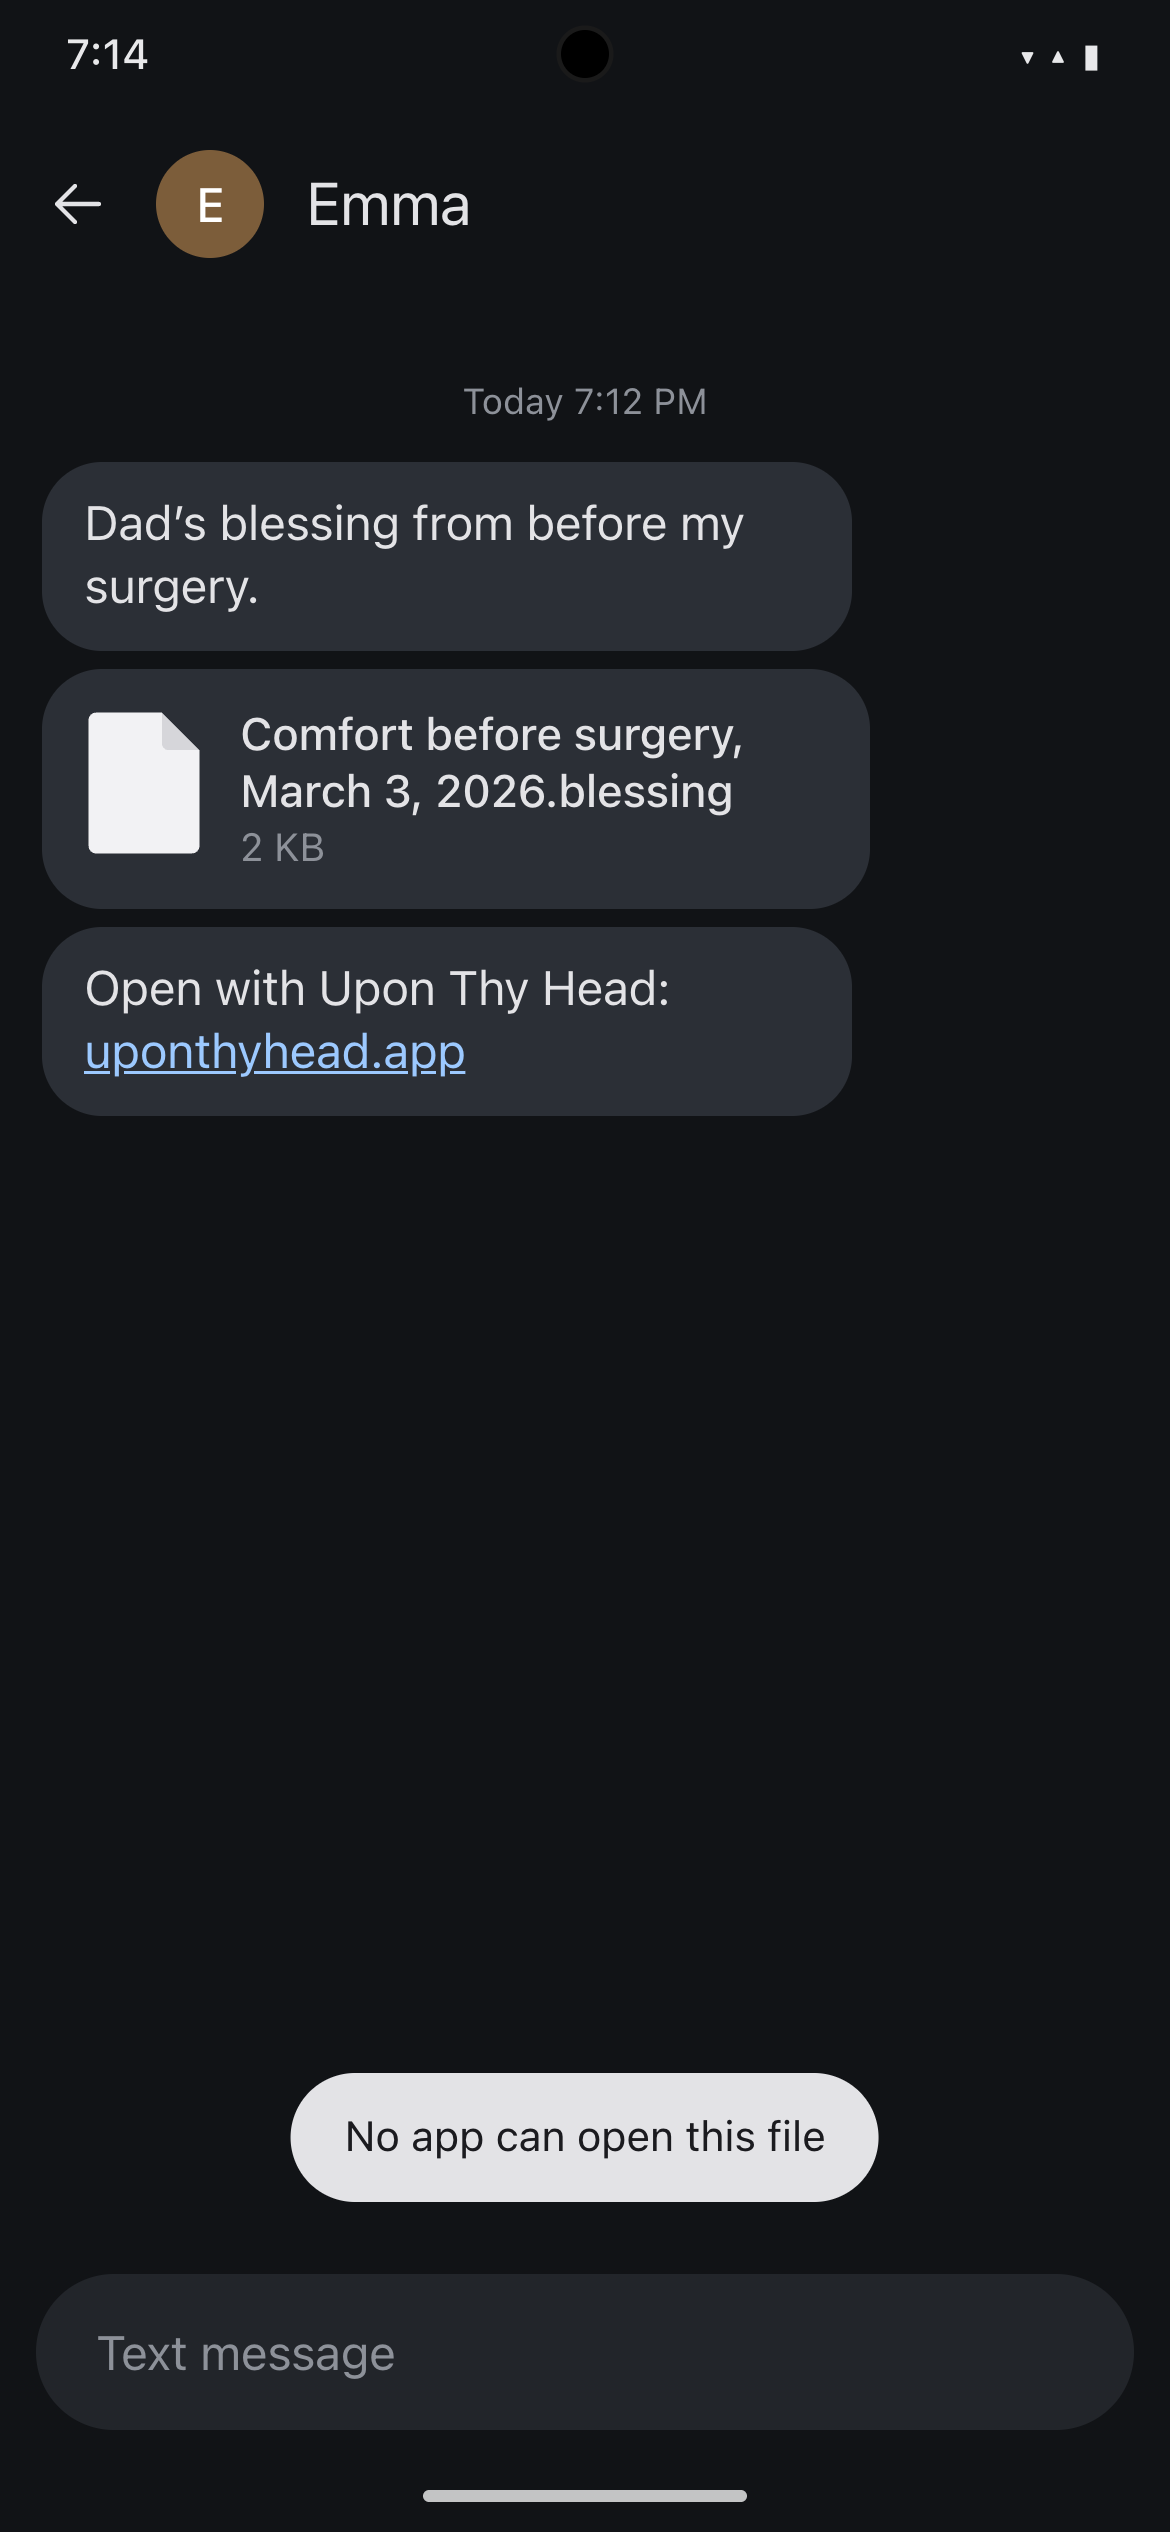 7:14
E
Emma
Today 7:12 PM
Dad’s blessing from before my
surgery.
Comfort before surgery,
March 3, 2026.blessing
2 KB
Open with Upon Thy Head:
uponthyhead.app
No app can open this file
Text message